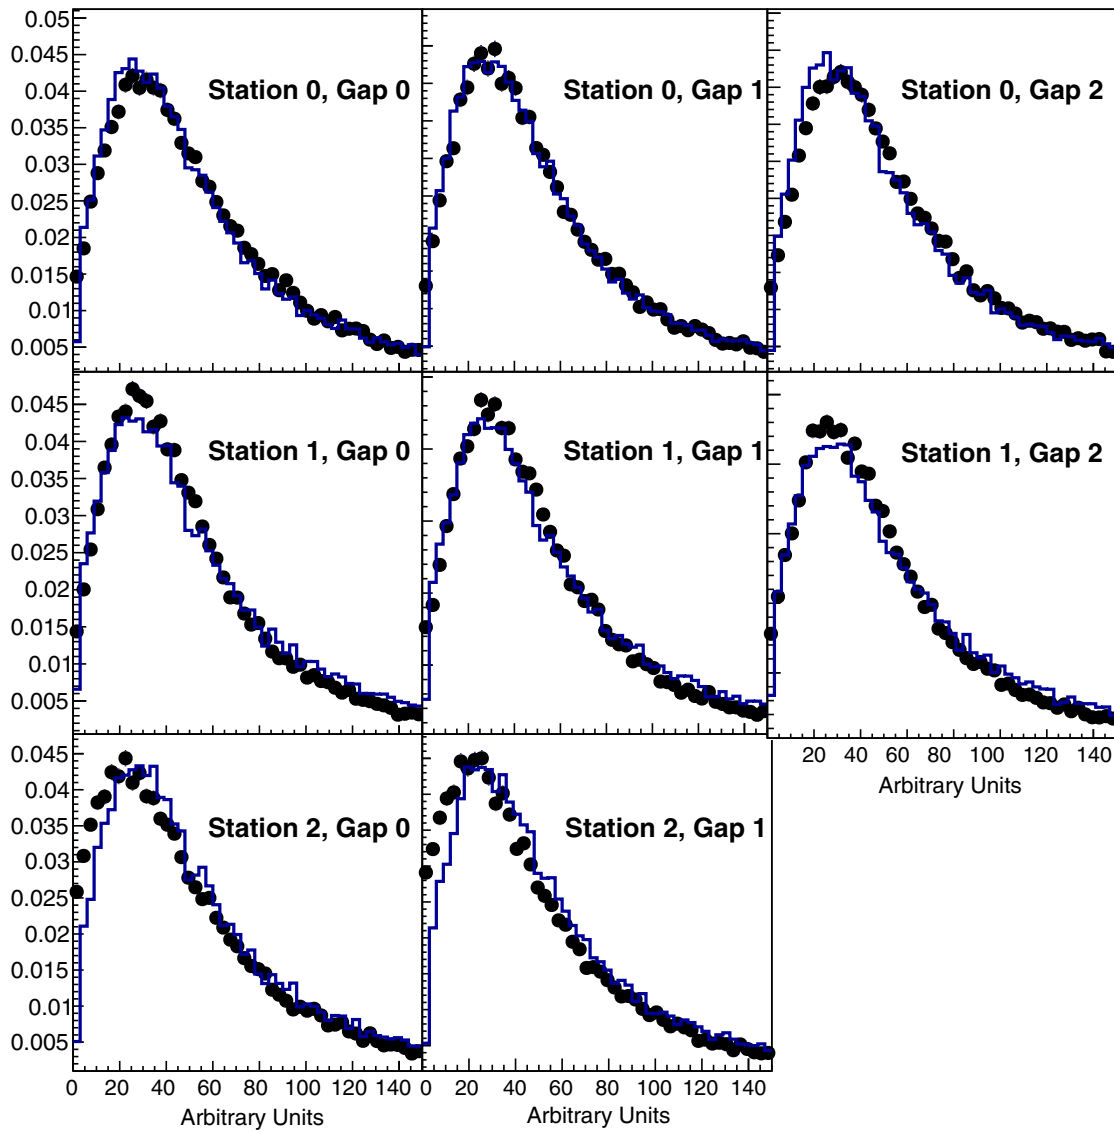 0.05
0.045
0.04
0.035
0.03
0.025
0.02
0.015
0.01
0.005
Station 0, Gap 0
Station 0, Gap 1
Station 0, Gap 2
0.045
0.04
0.035
0.03
0.025
0.02
0.015
0.01
0.005
Station 1, Gap 0
Station 1, Gap 1
Station 1, Gap 2
20 40 60 80 100 120 140
Arbitrary Units
0.045
0.04
0.035
0.03
0.025
0.02
0.015
0.01
0.005
Station 2, Gap 0
Station 2, Gap 1
0 20 40 60 80 100 120 140
0 20 40 60 80 100 120 140
Arbitrary Units
Arbitrary Units